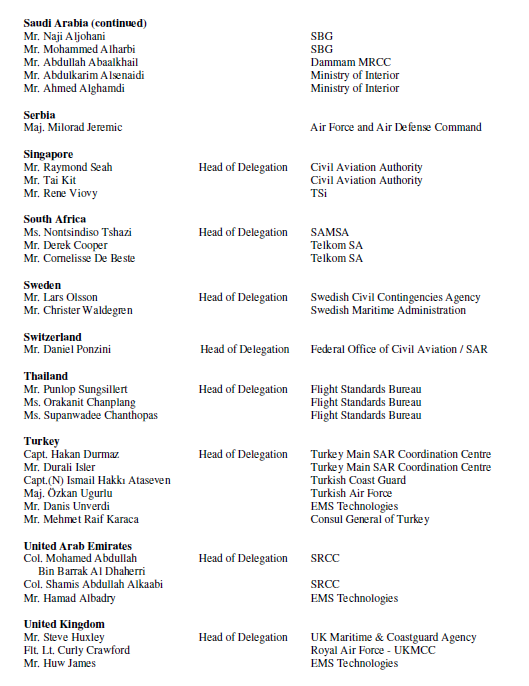 Saudi Arabia (continued)
Mr. Naji Aljohani SBG
Mr. Mohammed Alharbi SBG
Mr. Abdullah Abaalkhail Dammam MRCC
Mr. Abdulkarim Alsenaidi Ministry of Interior
Mr. Ahmed Alghamdi Ministry of Interior
Serbia
Maj. Milorad Jeremic Air Force and Air Defense Command
Singapore
Mr. Raymond Seah Head of Delegation Civil Aviation Authority
Mr. Tai Kit Civil Aviation Authority
Mr. Rene Viovy TSi
South Africa
Ms. Nontsindiso Tshazi Head of Delegation SAMSA
Mr. Derek Cooper Telkom SA
Mr. Cornelisse De Beste Telkom SA
Sweden
Mr. Lars Olsson Head of Delegation Swedish Civil Contingencies Agency
Mr. Christer Waldegren Swedish Maritime Administration
Switzerland
Mr. Daniel Ponzini Head of Delegation Federal Office of Civil Aviation / SAR
Thailand
Mr. Punlop Sungsillert Head of Delegation Flight Standards Bureau
Ms. Orakanit Chanplang Flight Standards Bureau
Ms. Supanwadee Chanthopas Flight Standards Bureau
Turkey
Capt. Hakan Durmaz Head of Delegation Turkey Main SAR Coordination Centre
Mr. Durali Isler Turkey Main SAR Coordination Centre
Capt.(N) Ismail Hakkı Ataseven Turkish Coast Guard
Maj. Özkan Ugurlu Turkish Air Force
Mr. Danis Unverdi EMS Technologies
Mr. Mehmet Raif Karaca Consul General of Turkey
United Arab Emirates
Col. Mohamed Abdullah Head of Delegation SRCC
Bin Barrak Al Dhaherri
Col. Shamis Abdullah Alkaabi SRCC
Mr. Hamad Albadry EMS Technologies
United Kingdom
Mr. Steve Huxley Head of Delegation UK Maritime & Coastguard Agency
Flt. Lt. Curly Crawford Royal Air Force - UKMCC
Mr. Huw James EMS Technologies